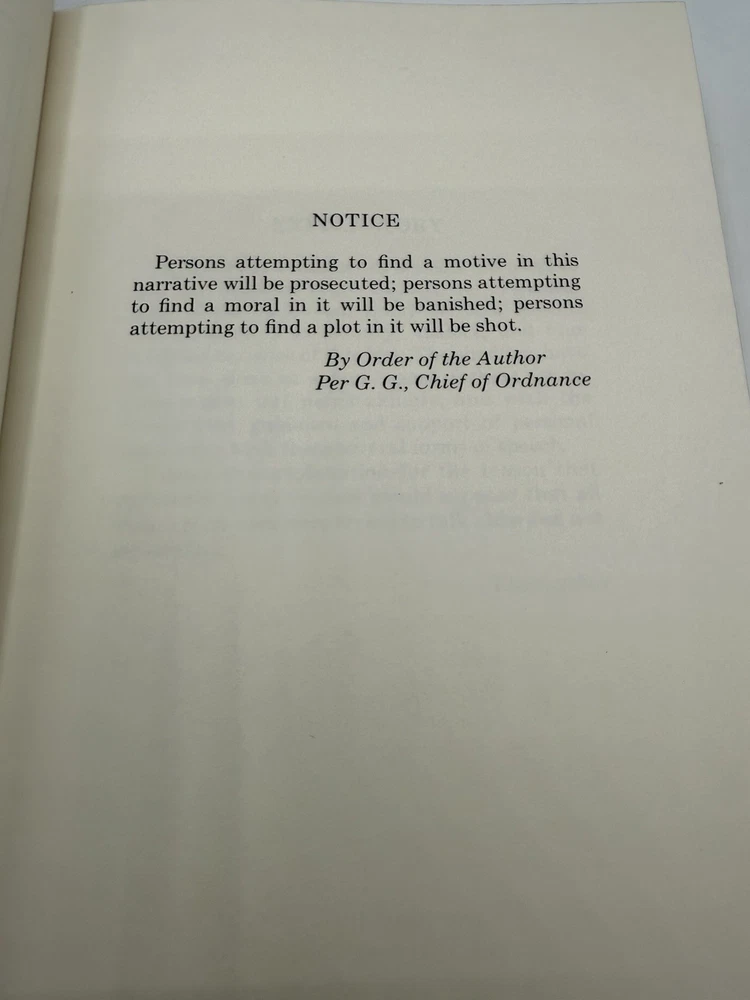 NOTICE
Persons attempting to find a motive in this
narrative will be prosecuted; persons attempting
to find a moral in it will be banished; persons
attempting to find a plot in it will be shot.
By Order of the Author
Per G. G., Chief of Ordnance